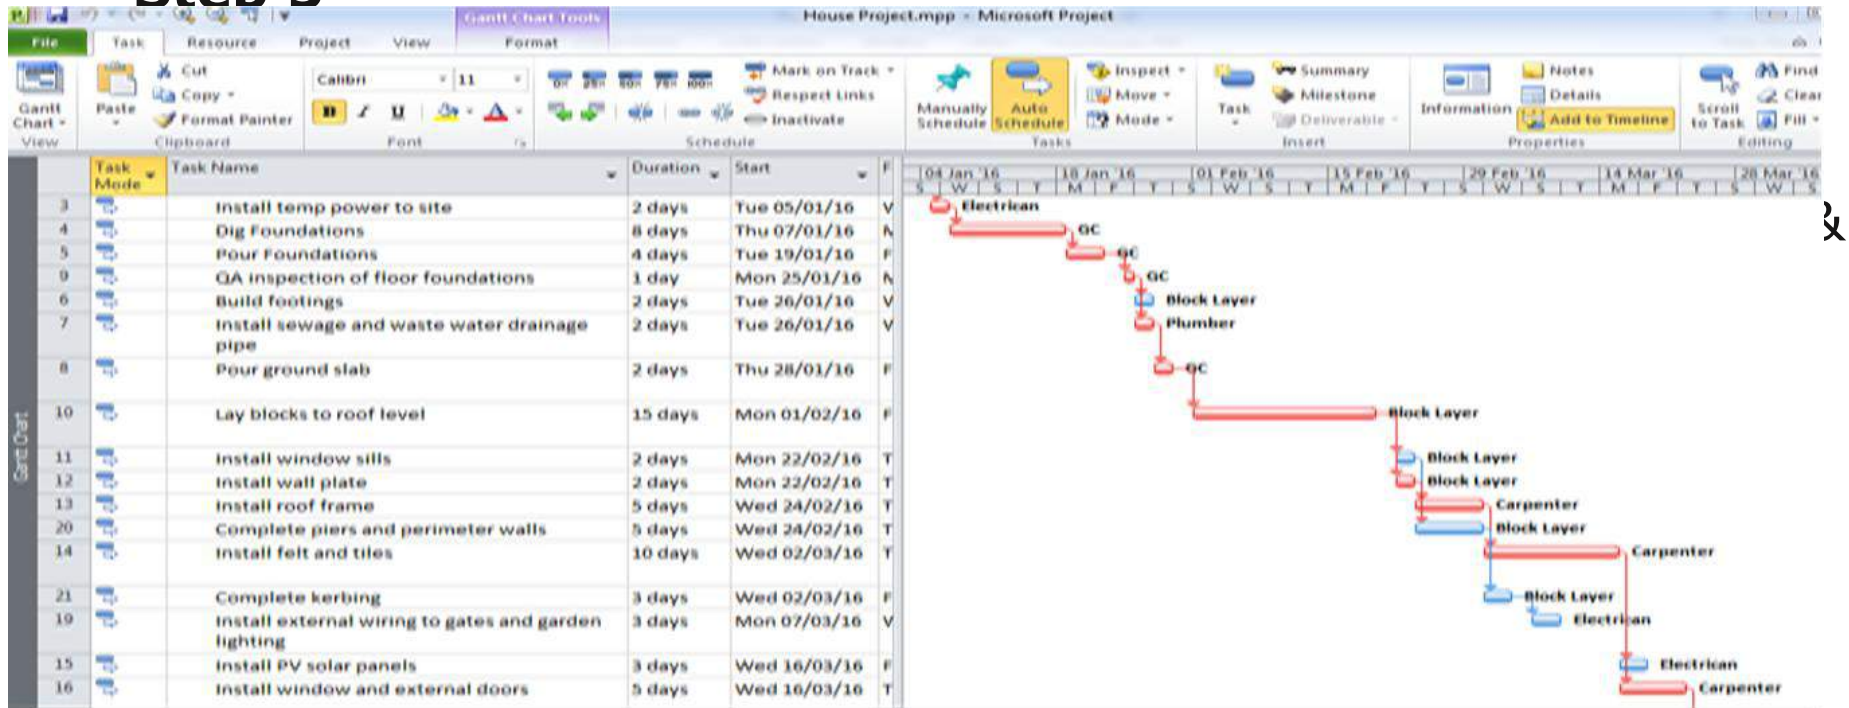 Step 3
House Project.mpp - Microsoft Project
Gantt Chart Tools
File Task Resource Project View Format
Gantt Chart
View
Paste
Cut
Copy
Format Painter
Clipboard
Calibri 11
B I U A
Font
0% 25% 50% 75% 100%
Mark on Track
Respect Links
Inactivate
Schedule
Manually Schedule
Auto Schedule
Inspect
Move
Mode
Tasks
Task
Summary
Milestone
Deliverable
Insert
Information
Notes
Details
Add to Timeline
Properties
Scroll to Task
Find
Clear
Fill
Editing
Task Mode Task Name Duration Start F
04 Jan '16 18 Jan '16 01 Feb '16 15 Feb '16 29 Feb '16 14 Mar '16 28 Mar '16
S W S T M F T S W S T M F T S W S T M F T S W S
3 Install temp power to site 2 days Tue 05/01/16 V Electrican
&
4 Dig Foundations 8 days Thu 07/01/16 M GC
5 Pour Foundations 4 days Tue 19/01/16 F GC
9 QA inspection of floor foundations 1 day Mon 25/01/16 M GC
6 Build footings 2 days Tue 26/01/16 V Block Layer
7 Install sewage and waste water drainage 2 days Tue 26/01/16 V Plumber
pipe
8 Pour ground slab 2 days Thu 28/01/16 F GC
10 Lay blocks to roof level 15 days Mon 01/02/16 F Block Layer
11 Install window sills 2 days Mon 22/02/16 T Block Layer
12 Install wall plate 2 days Mon 22/02/16 T Block Layer
13 Install roof frame 5 days Wed 24/02/16 T Carpenter
20 Complete piers and perimeter walls 5 days Wed 24/02/16 T Block Layer
14 Install felt and tiles 10 days Wed 02/03/16 T Carpenter
21 Complete kerbing 3 days Wed 02/03/16 F Block Layer
19 Install external wiring to gates and garden 3 days Mon 07/03/16 V Electrican
lighting
15 Install PV solar panels 3 days Wed 16/03/16 F Electrican
16 Install window and external doors 5 days Wed 16/03/16 T Carpenter
Gantt Chart